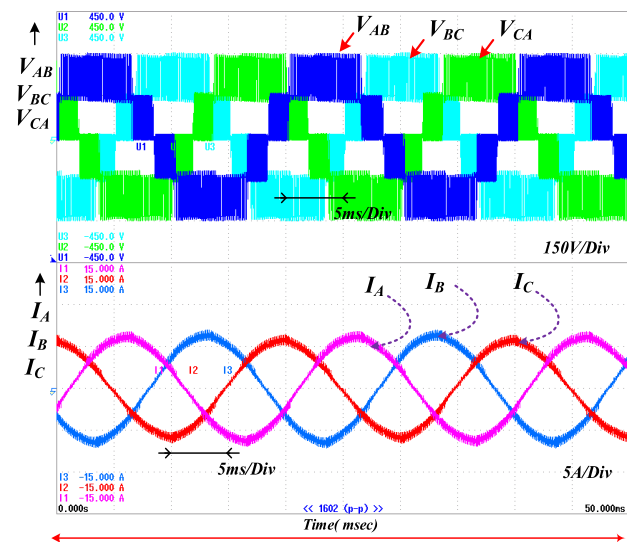 U1 450.0 V
U2 450.0 V
U3 450.0 V
V_AB
V_BC
V_CA
V_AB
V_BC
V_CA
U1
U3
5ms/Div
150V/Div
U3 -450.0 V
U2 -450.0 V
U1 -450.0 V
I1 15.000 A
I2 15.000 A
I3 15.000 A
I_A
I_B
I_C
I_A
I_B
I_C
I1
I2
I3
5ms/Div
5A/Div
I3 -15.000 A
I2 -15.000 A
I1 -15.000 A
0.000s
<< 1602 (p-p) >>
50.000ms
Time( msec)